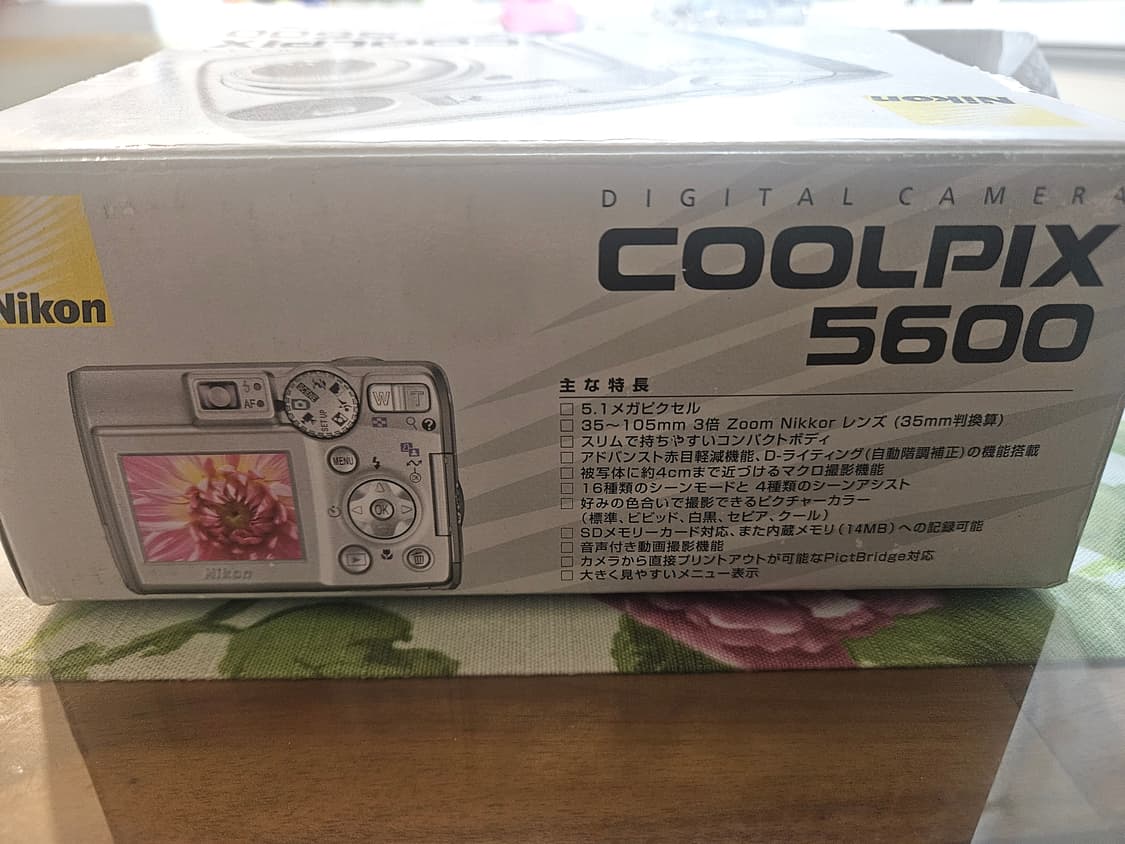 COOLPIX
5600
Nikon
Nikon
DIGITAL CAMERA
COOLPIX
5600
主な特長
□ 5.1メガピクセル
□ 35〜105mm 3倍 Zoom Nikkor レンズ (35mm判換算)
□ スリムで持ちやすいコンパクトボディ
□ アドバンスト赤目軽減機能、D-ライティング(自動階調補正)の機能搭載
□ 被写体に約4cmまで近づけるマクロ撮影機能
□ 16種類のシーンモードと 4種類のシーンアシスト
□ 好みの色合いで撮影できるピクチャーカラー
(標準、ビビッド、白黒、セピア、クール)
□ SDメモリーカード対応、また内蔵メモリ(14MB)への記録可能
□ 音声付き動画撮影機能
□ カメラから直接プリントアウトが可能なPictBridge対応
□ 大きく見やすいメニュー表示
AF
SET UP
W T
?
MENU
OK
Nikon